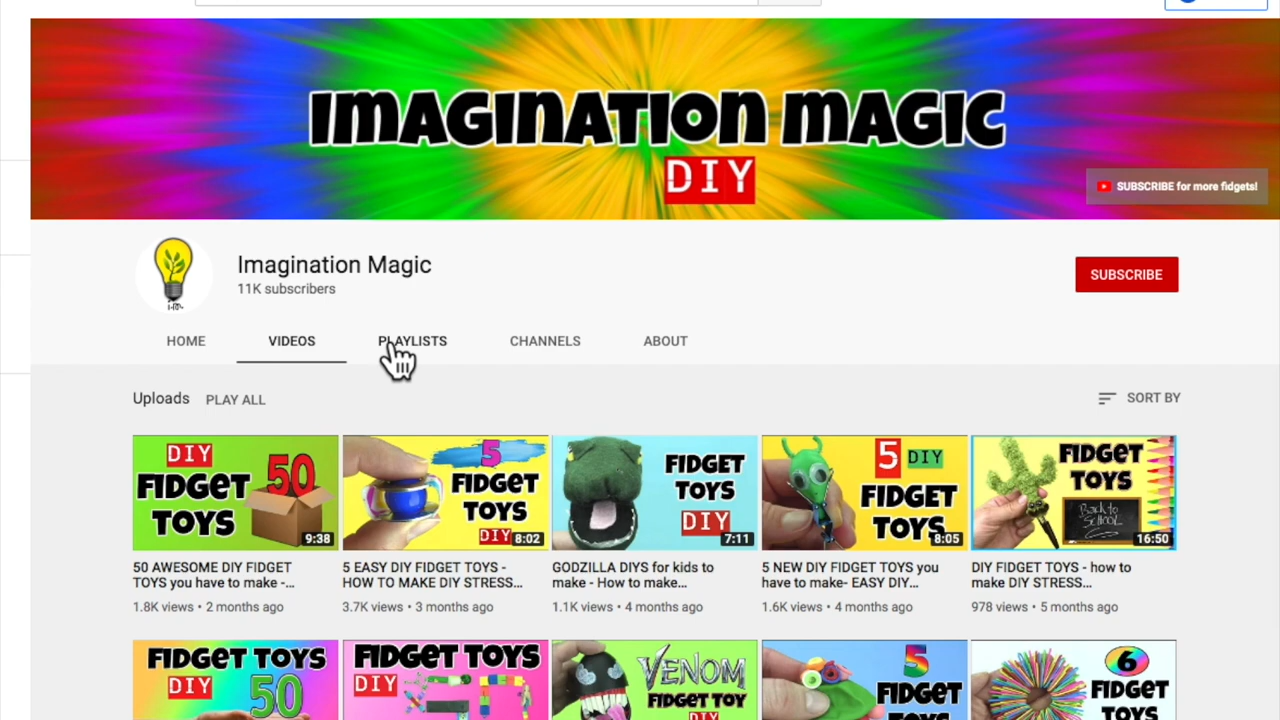 IMAGINATION MAGIC
DIY
SUBSCRIBE for more fidgets!
Imagination Magic
11K subscribers
SUBSCRIBE
HOME VIDEOS PLAYLISTS CHANNELS ABOUT
Uploads PLAY ALL SORT BY
DIY
FIDGET
TOYS
50
9:38
5
FIDGET
TOYS
DIY
8:02
FIDGET
TOYS
DIY
7:11
5 DIY
FIDGET
TOYS
8:05
FIDGET
TOYS
Back to
SCHOOL
16:50
50 AWESOME DIY FIDGET
TOYS you have to make -...
1.8K views • 2 months ago
5 EASY DIY FIDGET TOYS -
HOW TO MAKE DIY STRESS...
3.7K views • 3 months ago
GODZILLA DIYS for kids to
make - How to make...
1.1K views • 4 months ago
5 NEW DIY FIDGET TOYS you
have to make- EASY DIY...
1.6K views • 4 months ago
DIY FIDGET TOYS - how to
make DIY STRESS...
978 views • 5 months ago
FIDGET TOYS
DIY 50
FIDGET TOYS
DIY 50
VENOM
FIDGET TOY
DIY
5
FIDGET
TOYS
6
FIDGET
TOYS